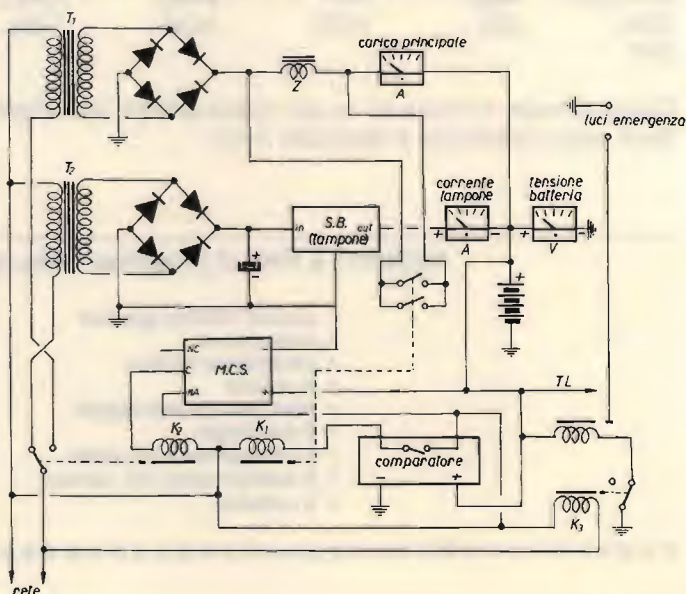 T1
carica principale
A
Z
luci emergenza
T2
corrente
tampone
tensione
batteria
in
S.B.
out
(tampone)
+
-
A
+
-
V
+
-
+
NC
C
NA
M.C.S.
-
+
TL
K2
K1
comparatore
-
+
K3
rete